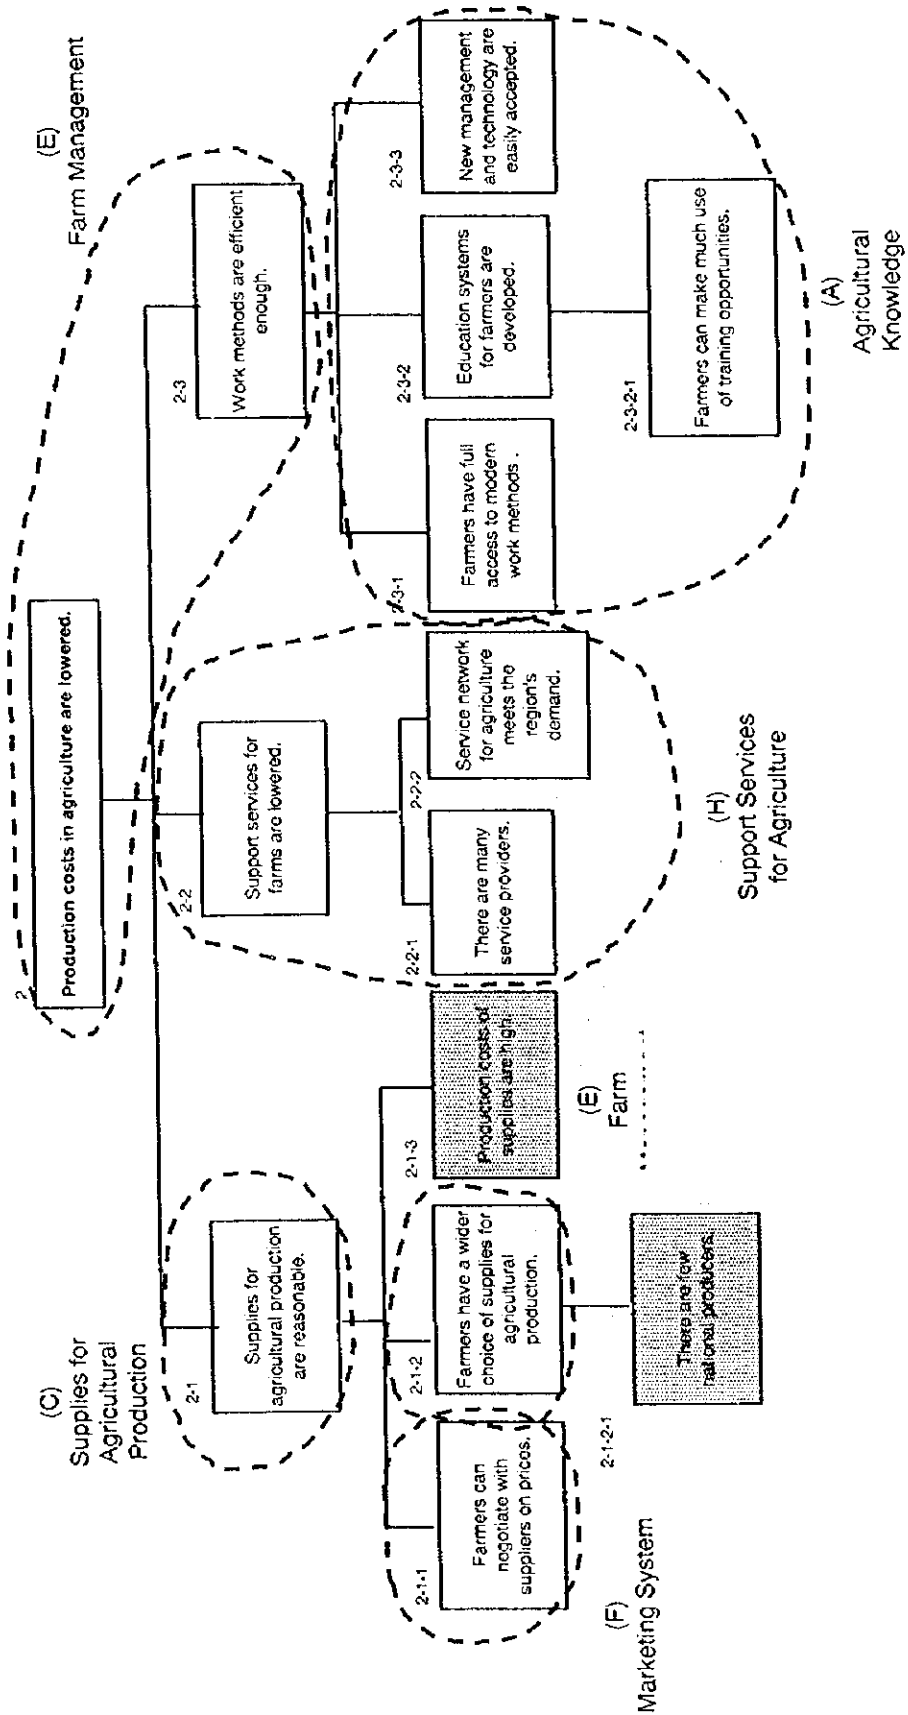 (E)
Farm Management
2
Production costs in agriculture are lowered.
(C)
Supplies for
Agricultural
Production
2-1
Supplies for
agricultural production
are reasonable.
2-2
Support services for
farms are lowered.
2-3
Work methods are efficient
enough.
2-1-1
Farmers can
nogotiate with
suppliers on prices.
2-1-2
Farmers have a wider
choice of supplies for
agricultural
production.
2-1-3
Production costs of
supplies are high.
2-2-1
There are many
service providers.
2-2-2
Service network
for agriculture
meets the
region's
demand.
2-3-1
Farmers have full
access to modern
work methods .
2-3-2
Education systems
for farmers are
developed.
2-3-3
New management
and technology are
easily accepted.
(F)
Marketing System
2-1-2-1
There are few
national producers.
(E)
Farm
(H)
Support Services
for Agriculture
2-3-2-1
Farmers can make much use
of training opportunities.
(A)
Agricultural
Knowledge